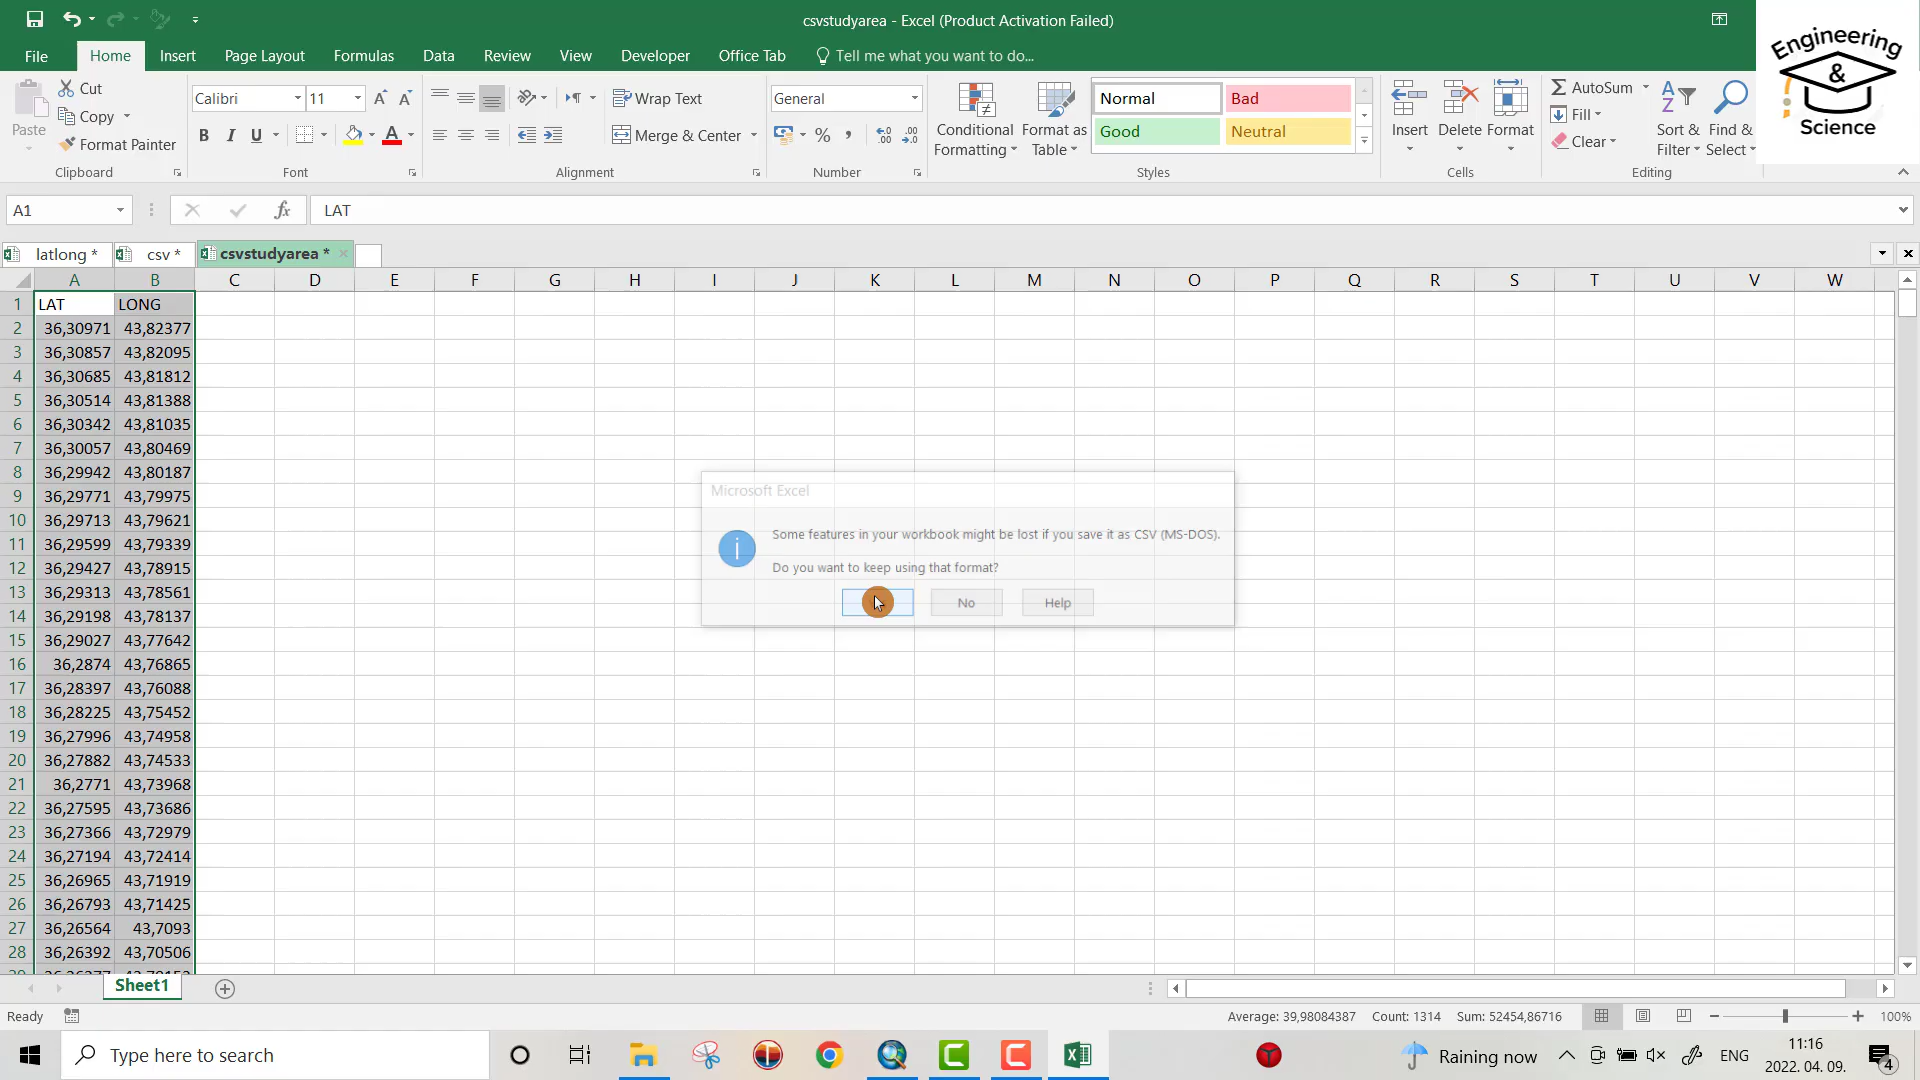 csvstudyarea - Excel (Product Activation Failed)
Engineering
&
Science
File Home Insert Page Layout Formulas Data Review View Developer Office Tab Tell me what you want to do...
Paste
Cut
Copy
Format Painter
Clipboard
Calibri 11
B I U
Font
Wrap Text
Merge & Center
Alignment
General
%
Number
Conditional
Formatting
Format as
Table
Normal Bad
Good Neutral
Styles
Insert Delete Format
Cells
AutoSum
Fill
Clear
Sort &
Filter
Find &
Select
Editing
A1 fx LAT
latlong * csv * csvstudyarea *
A B C D E F G H I J K L M N O P Q R S T U V W
1 LAT LONG
2 36,30971 43,82377
3 36,30857 43,82095
4 36,30685 43,81812
5 36,30514 43,81388
6 36,30342 43,81035
7 36,30057 43,80469
8 36,29942 43,80187
9 36,29771 43,79975
10 36,29713 43,79621
11 36,29599 43,79339
12 36,29427 43,78915
13 36,29313 43,78561
14 36,29198 43,78137
15 36,29027 43,77642
16 36,2874 43,76865
17 36,28397 43,76088
18 36,28225 43,75452
19 36,27996 43,74958
20 36,27882 43,74533
21 36,2771 43,73968
22 36,27595 43,73686
23 36,27366 43,72979
24 36,27194 43,72414
25 36,26965 43,71919
26 36,26793 43,71425
27 36,26564 43,7093
28 36,26392 43,70506
Microsoft Excel
Some features in your workbook might be lost if you save it as CSV (MS-DOS).
Do you want to keep using that format?
No Help
Sheet1
Ready Average: 39,98084387 Count: 1314 Sum: 52454,86716 100%
Type here to search
Raining now ENG
11:16
2022. 04. 09.
4